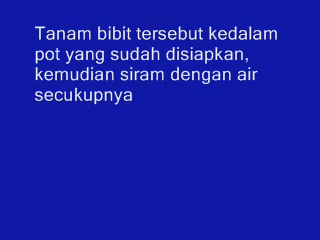 Tanam bibit tersebut kedalam
pot yang sudah disiapkan,
kemudian siram dengan air
secukupnya